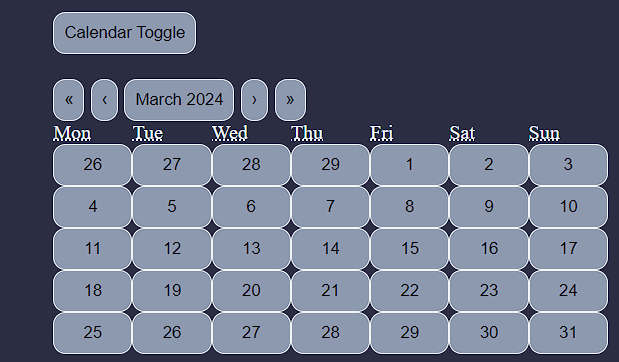 Calendar Toggle
« ‹ March 2024 › »
Mon Tue Wed Thu Fri Sat Sun
26 27 28 29 1 2 3
4 5 6 7 8 9 10
11 12 13 14 15 16 17
18 19 20 21 22 23 24
25 26 27 28 29 30 31